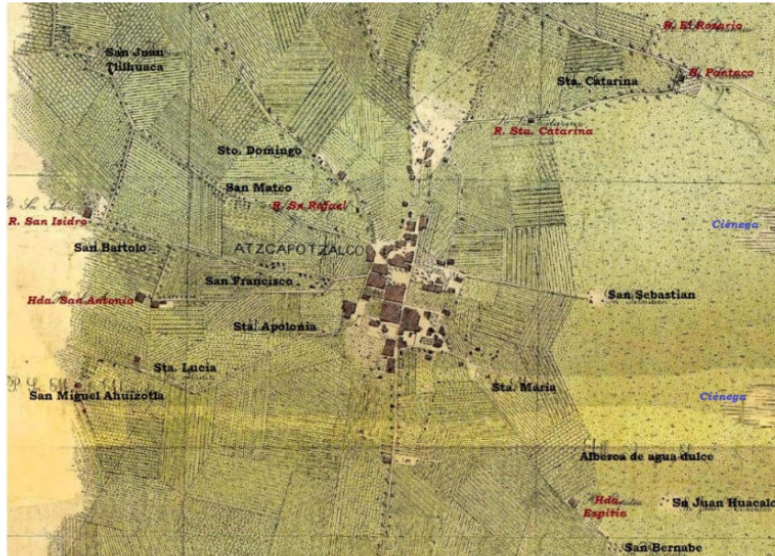 R. El Rosario
San Juan
Tlilhuaca
R. Pantaco
Sta. Catarina
R. Sta. Catarina
Sto. Domingo
San Mateo
R. Sn Rafael
R. San Isidro
Ciénega
San Bartolo
ATZCAPOTZALCO
San Francisco
Hda. San Antonio
San Sebastian
Sta. Apolonia
Sta. Lucia
Sta. Maria
San Miguel Ahuizotla
Ciénega
Alberca de agua dulce
Hda.
Espitia
Sn Juan Huacalc
San Bernabe